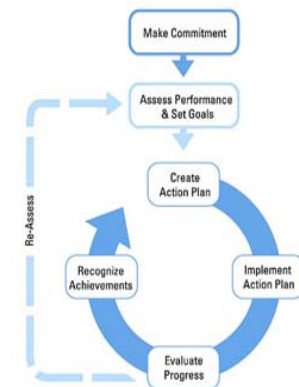 Make Commitment
Assess Performance
& Set Goals
Create
Action Plan
Implement
Action Plan
Evaluate
Progress
Recognize
Achievements
Re-Assess